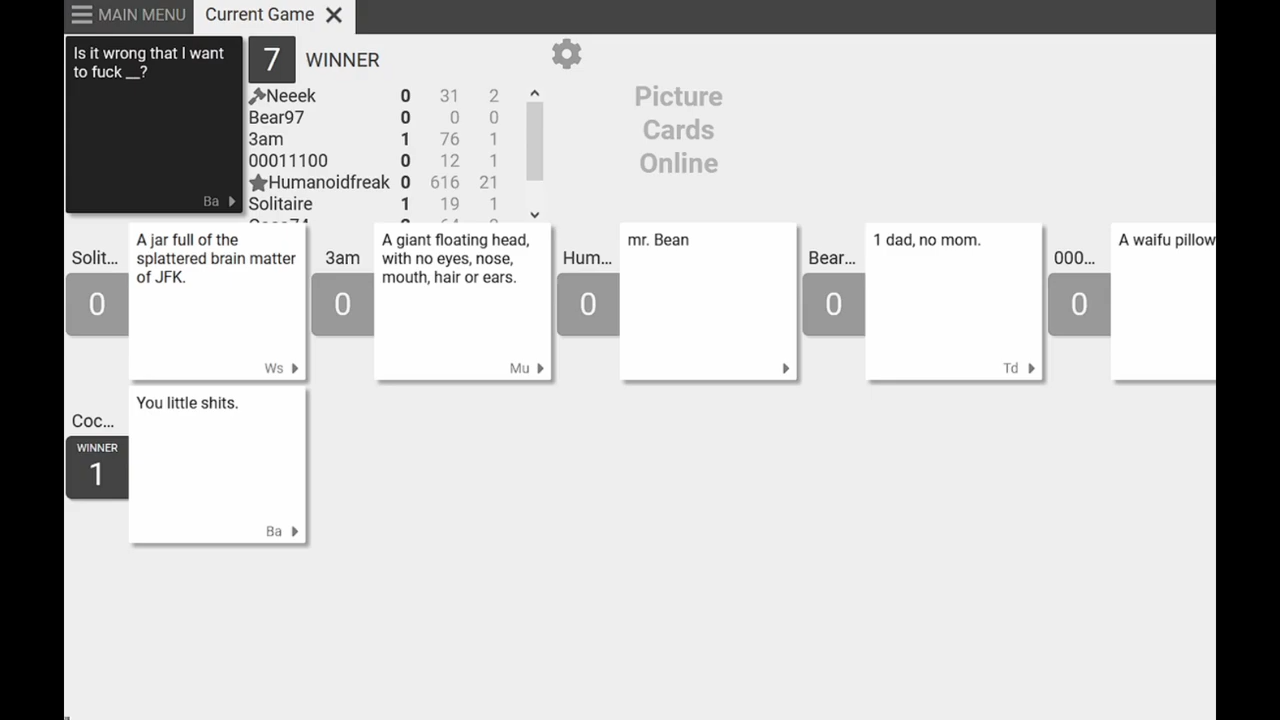 MAIN MENU
Current Game
Is it wrong that I want
to fuck __?
Ba
7
WINNER
Neeek 0 31 2
Bear97 0 0 0
3am 1 76 1
00011100 0 12 1
Humanoidfreak 0 616 21
Solitaire 1 19 1
Picture
Cards
Online
Solit...
0
A jar full of the
splattered brain matter
of JFK.
Ws
3am
0
A giant floating head,
with no eyes, nose,
mouth, hair or ears.
Mu
Hum...
0
mr. Bean
Bear...
0
1 dad, no mom.
Td
000...
0
A waifu pillow
Coc...
WINNER
1
You little shits.
Ba